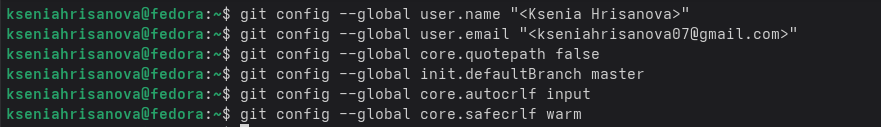 kseniahrisanova@fedora:~$ git config --global user.name "<Ksenia Hrisanova>"
kseniahrisanova@fedora:~$ git config --global user.email "<kseniahrisanova07@gmail.com>"
kseniahrisanova@fedora:~$ git config --global core.quotepath false
kseniahrisanova@fedora:~$ git config --global init.defaultBranch master
kseniahrisanova@fedora:~$ git config --global core.autocrlf input
kseniahrisanova@fedora:~$ git config --global core.safecrlf warm